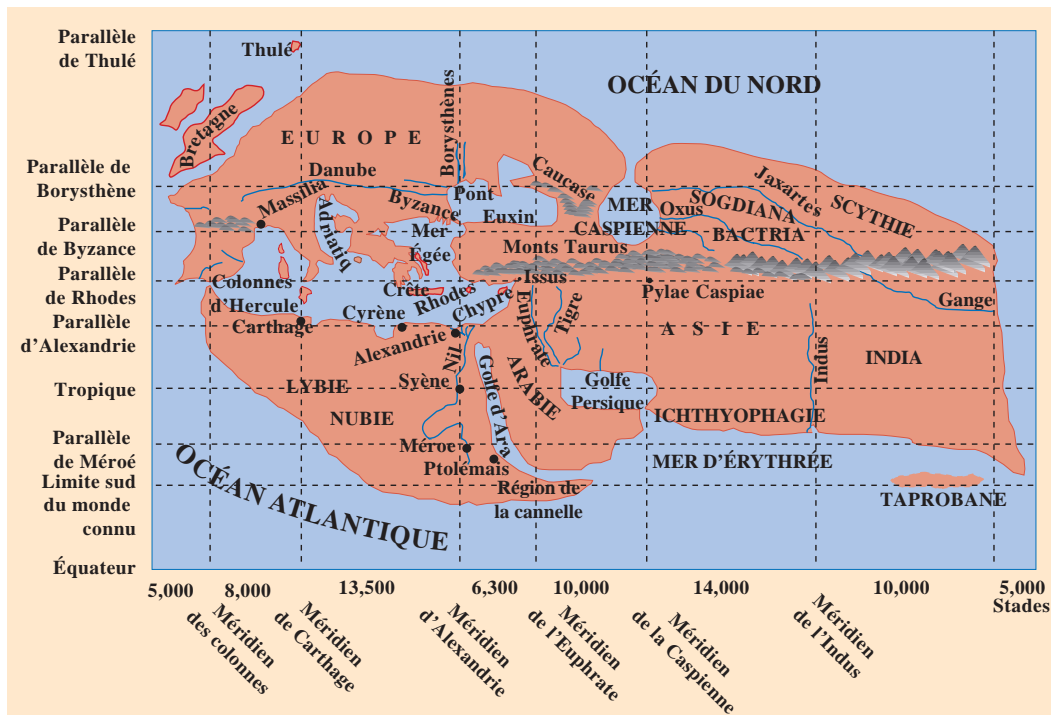 Parallèle
de Thulé
Thulé
OCÉAN DU NORD
Bretagne
EUROPE
Borysthènes
Parallèle de
Borysthène
Danube
Caucase
Jaxartes
Massilia
Byzance
Pont
Euxin
MER
CASPIENNE
Oxus
SOGDIANA
SCYTHIE
Adriatiq
BACTRIA
Parallèle
de Byzance
Mer
Égée
Monts Taurus
Parallèle
de Rhodes
Colonnes
d'Hercule
Crête
Rhodes
Chypre
Issus
Pylae Caspiae
Gange
Carthage
Cyrène
Euphrate
Tigre
ASIE
Parallèle
d'Alexandrie
Alexandrie
Nil
Indus
INDIA
Tropique
LYBIE
Syène
Golfe d'Ara
ARABIE
Golfe
Persique
NUBIE
ICHTHYOPHAGIE
Parallèle
de Méroé
Méroe
Ptolémais
MER D'ÉRYTHRÉE
Limite sud
du monde
connu
OCÉAN ATLANTIQUE
Région de
la cannelle
TAPROBANE
Équateur
5,000
8,000
13,500
6,300
10,000
14,000
10,000
5,000
Stades
Méridien
des colonnes
Méridien
de Carthage
Méridien
d'Alexandrie
Méridien
de l'Euphrate
Méridien
de la Caspienne
Méridien
de l'Indus